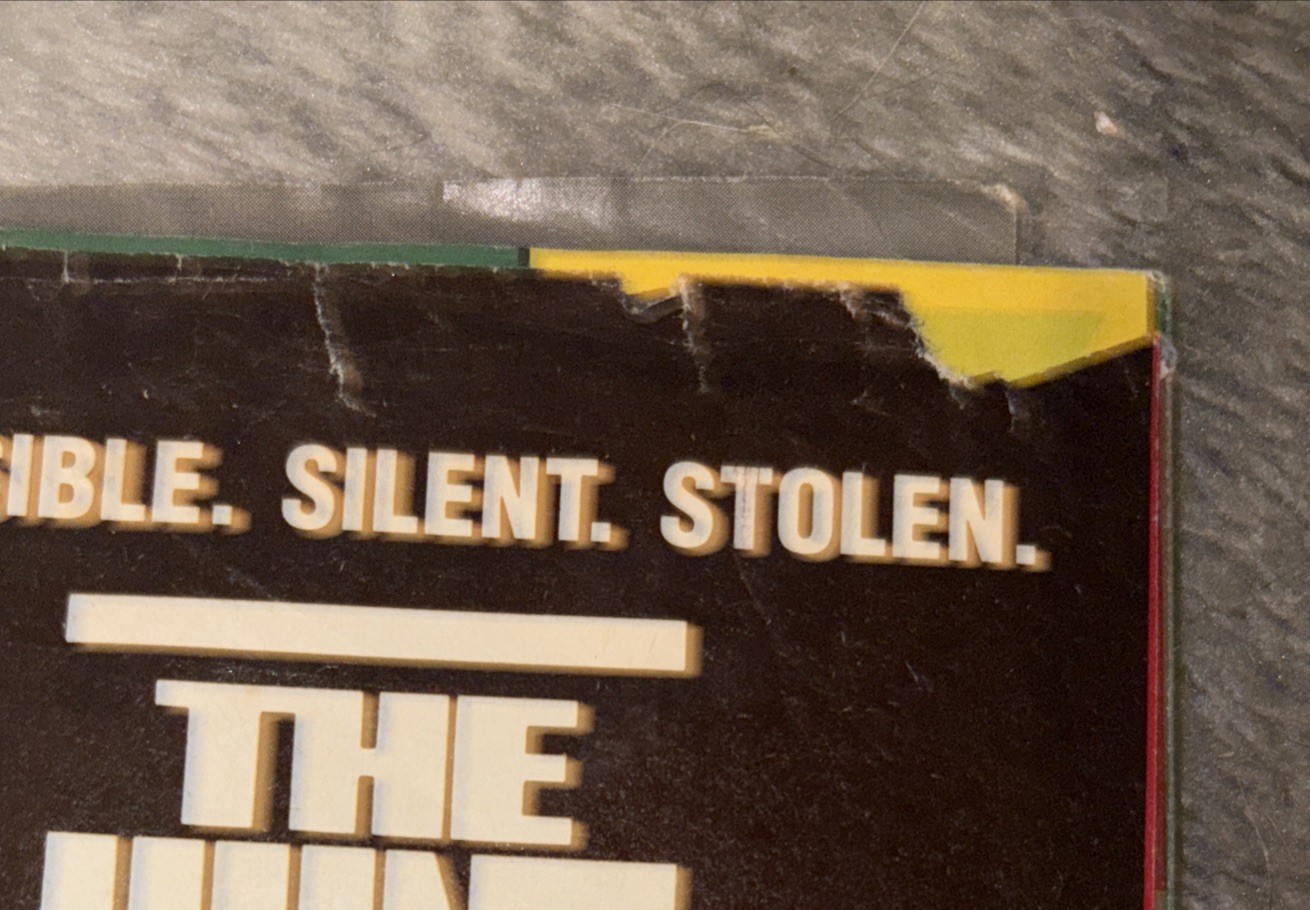 SIBLE. SILENT. STOLEN.
THE